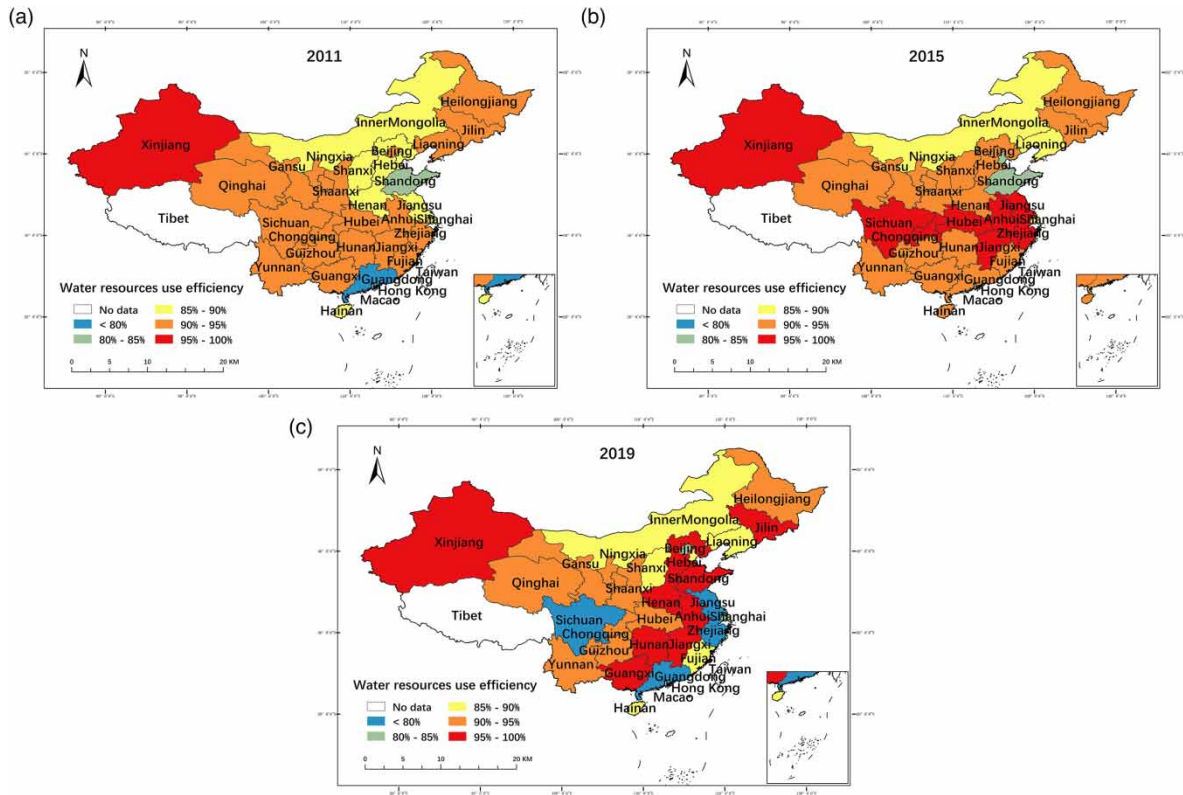 (a)
2011
N
Heilongjiang
Jilin
InnerMongolia
Liaoning
Xinjiang
Beijing
Ningxia
Hebei
Gansu
Shanxi
Qinghai
Shandong
Shaanxi
Henan
Jiangsu
Tibet
Sichuan
Hubei
AnhuiShanghai
Chongqing
Zhejiang
Hunan
Jiangxi
Guizhou
Fujian
Yunnan
Guangxi
Guangdong
Taiwan
Hong Kong
Macao
Hainan
Water resources use efficiency
No data
85% - 90%
< 80%
90% - 95%
80% - 85%
95% - 100%
0 5 10 20 KM
(b)
2015
N
Heilongjiang
Jilin
InnerMongolia
Liaoning
Xinjiang
Beijing
Ningxia
Hebei
Gansu
Shanxi
Qinghai
Shandong
Shaanxi
Henan
Jiangsu
Tibet
Sichuan
Hubei
AnhuiShanghai
Chongqing
Zhejiang
Hunan
Jiangxi
Guizhou
Fujian
Yunnan
Guangxi
Guangdong
Taiwan
Hong Kong
Macao
Hainan
Water resources use efficiency
No data
85% - 90%
< 80%
90% - 95%
80% - 85%
95% - 100%
0 5 10 20 KM
(c)
2019
N
Heilongjiang
Jilin
InnerMongolia
Liaoning
Xinjiang
Beijing
Ningxia
Hebei
Gansu
Shanxi
Qinghai
Shandong
Shaanxi
Henan
Jiangsu
Tibet
Sichuan
Hubei
AnhuiShanghai
Chongqing
Zhejiang
Hunan
Jiangxi
Guizhou
Fujian
Yunnan
Guangxi
Guangdong
Taiwan
Hong Kong
Macao
Hainan
Water resources use efficiency
No data
85% - 90%
< 80%
90% - 95%
80% - 85%
95% - 100%
0 5 10 20 KM